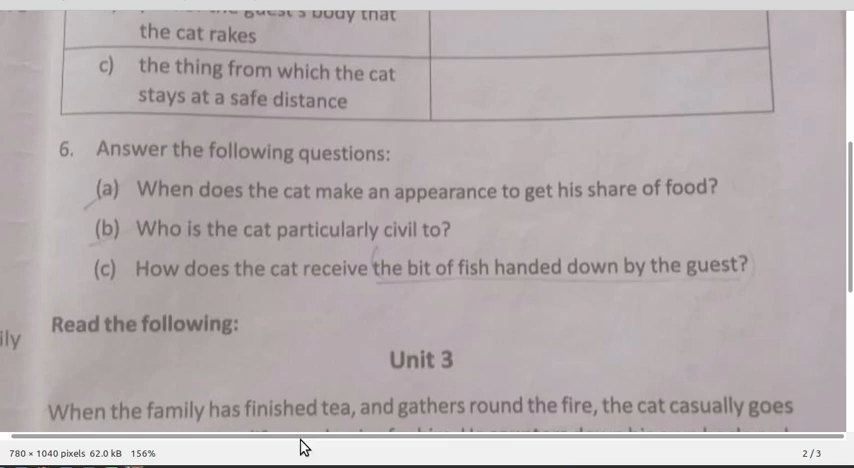 the guest's body that
the cat rakes
c) the thing from which the cat
stays at a safe distance
6. Answer the following questions:
(a) When does the cat make an appearance to get his share of food?
(b) Who is the cat particularly civil to?
(c) How does the cat receive the bit of fish handed down by the guest?
Read the following:
ily
Unit 3
When the family has finished tea, and gathers round the fire, the cat casually goes
780 × 1040 pixels 62.0 kB 156%
2 / 3